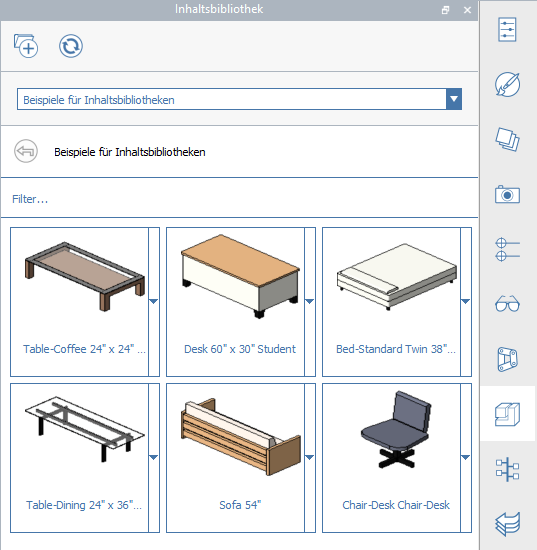 Inhaltsbibliothek
Beispiele für Inhaltsbibliotheken
Beispiele für Inhaltsbibliotheken
Filter...
Table-Coffee 24" x 24" ...
Desk 60" x 30" Student
Bed-Standard Twin 38"...
Table-Dining 24" x 36"...
Sofa 54"
Chair-Desk Chair-Desk